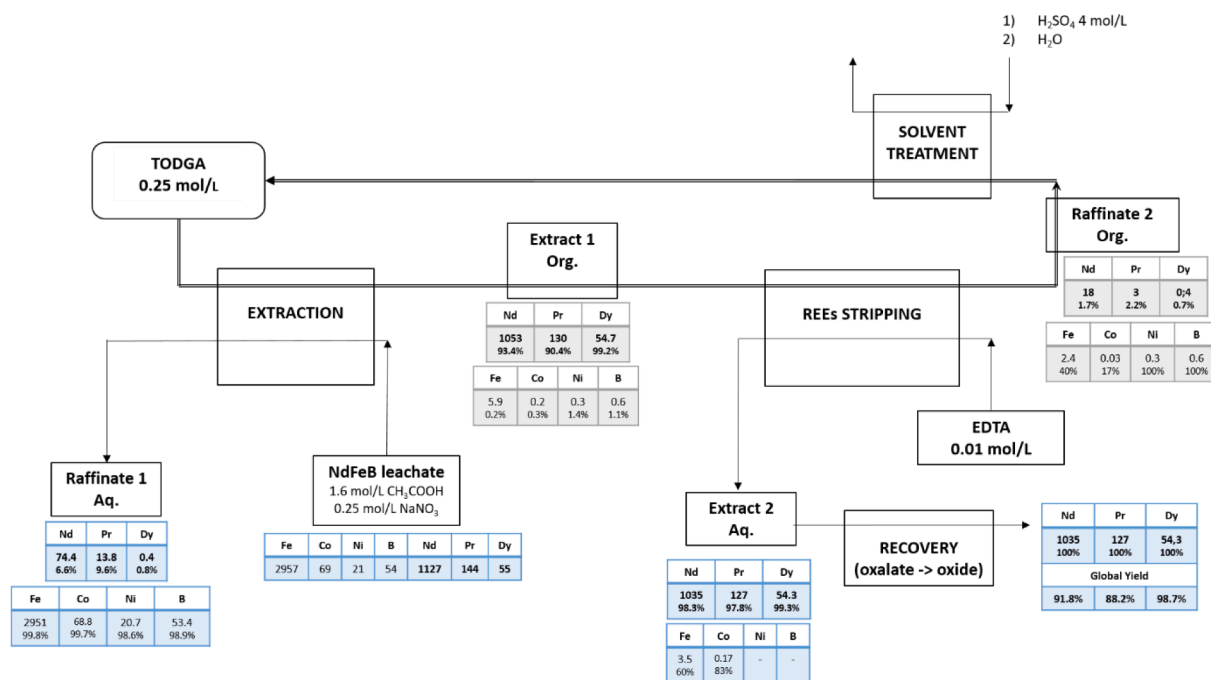 1) H₂SO₄ 4 mol/L
2) H₂O
SOLVENT
TREATMENT
TODGA
0.25 mol/L
Raffinate 2
Org.
Nd Pr Dy
18 3 0;4
1.7% 2.2% 0.7%
Fe Co Ni B
2.4 0.03 0.3 0.6
40% 17% 100% 100%
Extract 1
Org.
Nd Pr Dy
1053 130 54.7
93.4% 90.4% 99.2%
Fe Co Ni B
5.9 0.2 0.3 0.6
0.2% 0.3% 1.4% 1.1%
EXTRACTION
REEs STRIPPING
EDTA
0.01 mol/L
Raffinate 1
Aq.
Nd Pr Dy
74.4 13.8 0.4
6.6% 9.6% 0.8%
Fe Co Ni B
2951 68.8 20.7 53.4
99.8% 99.7% 98.6% 98.9%
NdFeB leachate
1.6 mol/L CH₃COOH
0.25 mol/L NaNO₃
Fe Co Ni B Nd Pr Dy
2957 69 21 54 1127 144 55
Extract 2
Aq.
Nd Pr Dy
1035 127 54.3
98.3% 97.8% 99.3%
Fe Co Ni B
3.5 0.17 - -
60% 83%
RECOVERY
(oxalate -> oxide)
Nd Pr Dy
1035 127 54,3
100% 100% 100%
Global Yield
91.8% 88.2% 98.7%